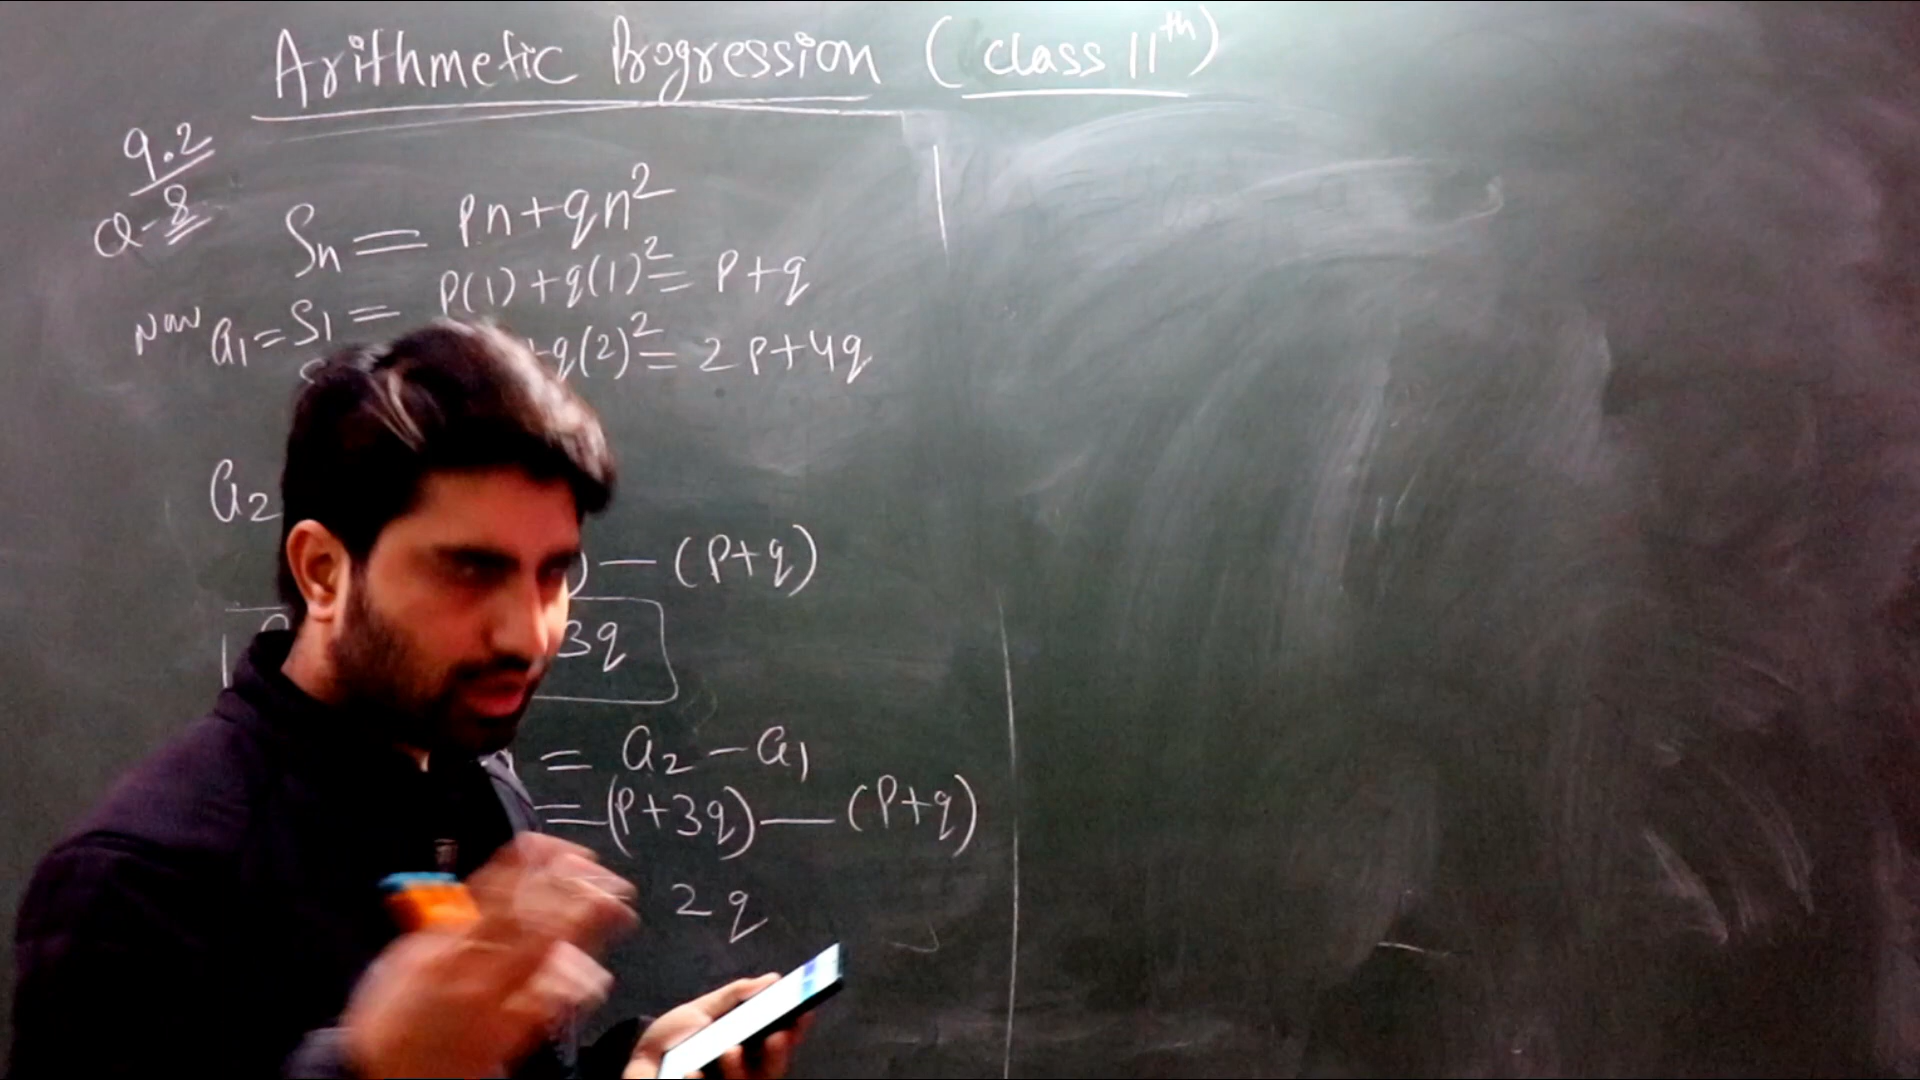 Arithmetic Progression (class 11th)
9.2
Q-8
Sn = pn+qn²
Now a₁ = S₁ = p(1)+q(1)² = p+q
+q(2)² = 2p+4q
a₂
) — (p+q)
3q
= a₂ - a₁
= (p+3q) — (p+q)
= 2q